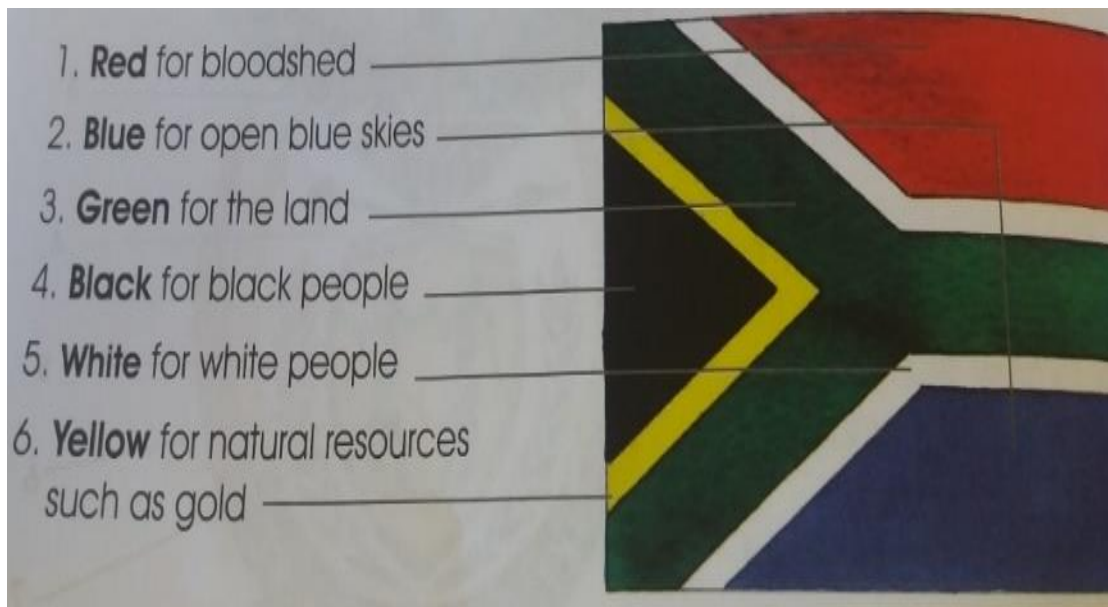 1. Red for bloodshed
2. Blue for open blue skies
3. Green for the land
4. Black for black people
5. White for white people
6. Yellow for natural resources
such as gold